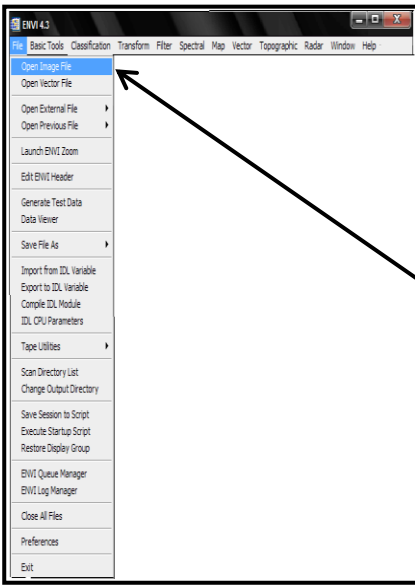 ENVI 4.3
File Basic Tools Classification Transform Filter Spectral Map Vector Topographic Radar Window Help
Open Image File
Open Vector File
Open External File
Open Previous File
Launch ENVI Zoom
Edit ENVI Header
Generate Test Data
Data Viewer
Save File As
Import from IDL Variable
Export to IDL Variable
Compile IDL Module
IDL CPU Parameters
Tape Utilities
Scan Directory List
Change Output Directory
Save Session to Script
Execute Startup Script
Restore Display Group
ENVI Queue Manager
ENVI Log Manager
Close All Files
Preferences
Exit